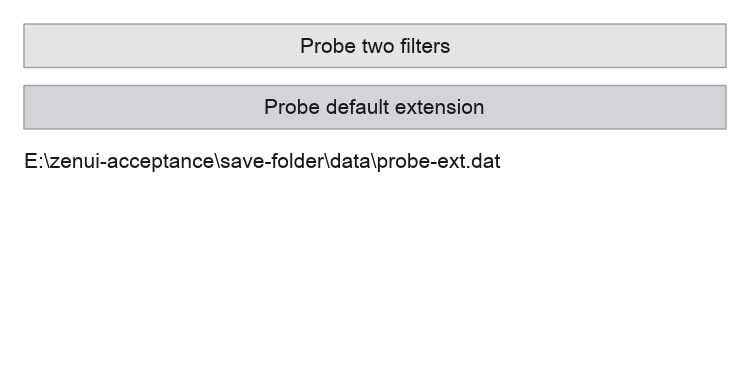 Probe two filters
Probe default extension
E:\zenui-acceptance\save-folder\data\probe-ext.dat